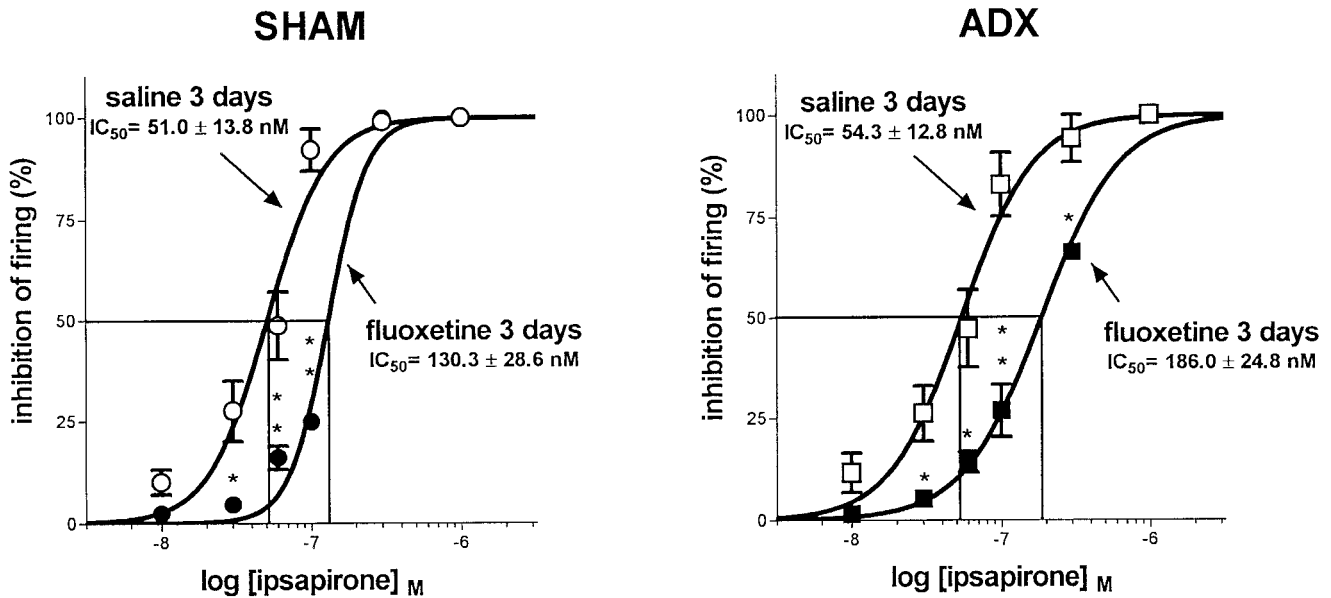 SHAM
saline 3 days
IC50= 51.0 ± 13.8 nM
fluoxetine 3 days
IC50= 130.3 ± 28.6 nM
inhibition of firing (%)
100
75
50
25
0
*
*
*
*
*
-8
-7
-6
log [ipsapirone] M
ADX
saline 3 days
IC50= 54.3 ± 12.8 nM
fluoxetine 3 days
IC50= 186.0 ± 24.8 nM
inhibition of firing (%)
100
75
50
25
0
*
*
*
*
*
-8
-7
-6
log [ipsapirone] M